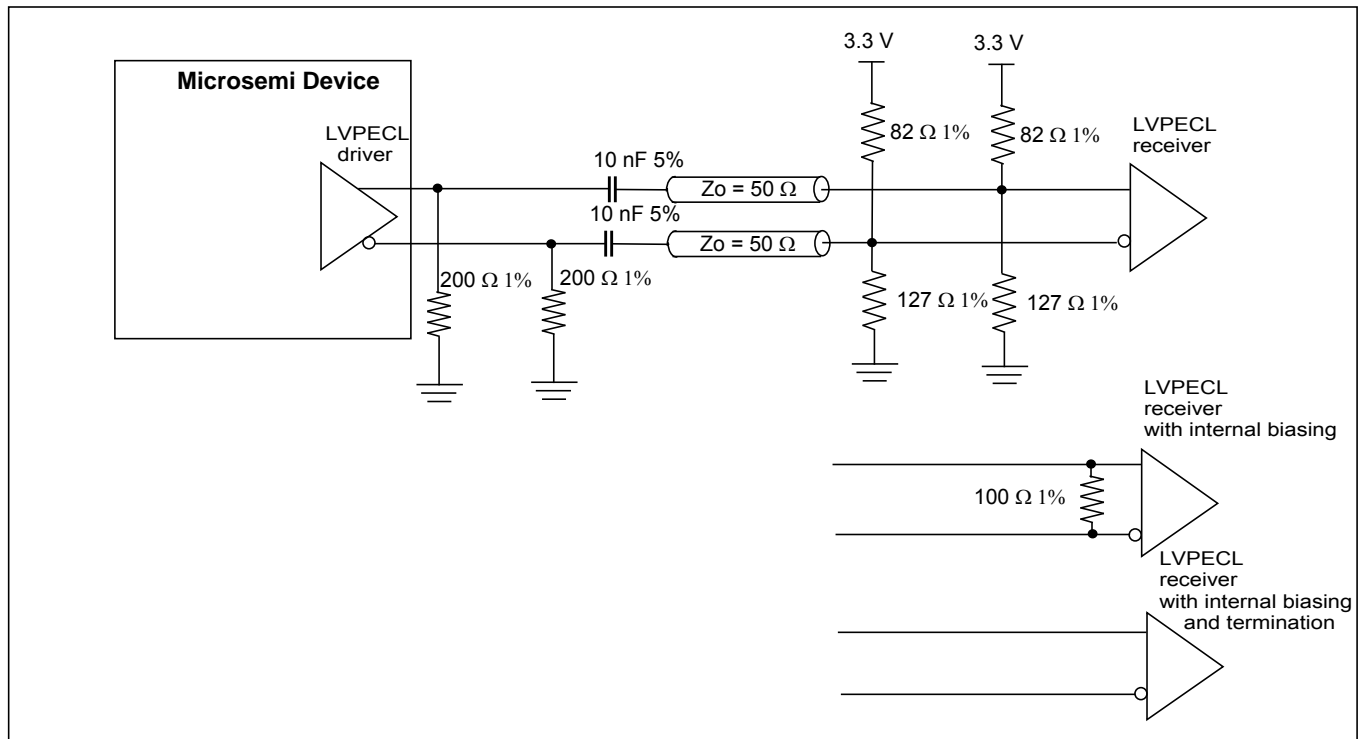 3.3 V
3.3 V
Microsemi Device
LVPECL
driver
82 Ω 1%
82 Ω 1%
LVPECL
receiver
10 nF 5%
Zo = 50 Ω
10 nF 5%
Zo = 50 Ω
200 Ω 1%
200 Ω 1%
127 Ω 1%
127 Ω 1%
LVPECL
receiver
with internal biasing
100 Ω 1%
LVPECL
receiver
with internal biasing
and termination